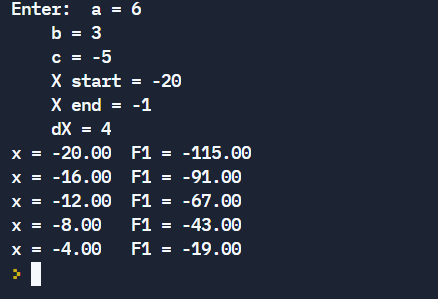 Enter:  a = 6
    b = 3
    c = -5
    X start = -20
    X end = -1
    dX = 4
x = -20.00  F1 = -115.00
x = -16.00  F1 = -91.00
x = -12.00  F1 = -67.00
x = -8.00   F1 = -43.00
x = -4.00   F1 = -19.00
>